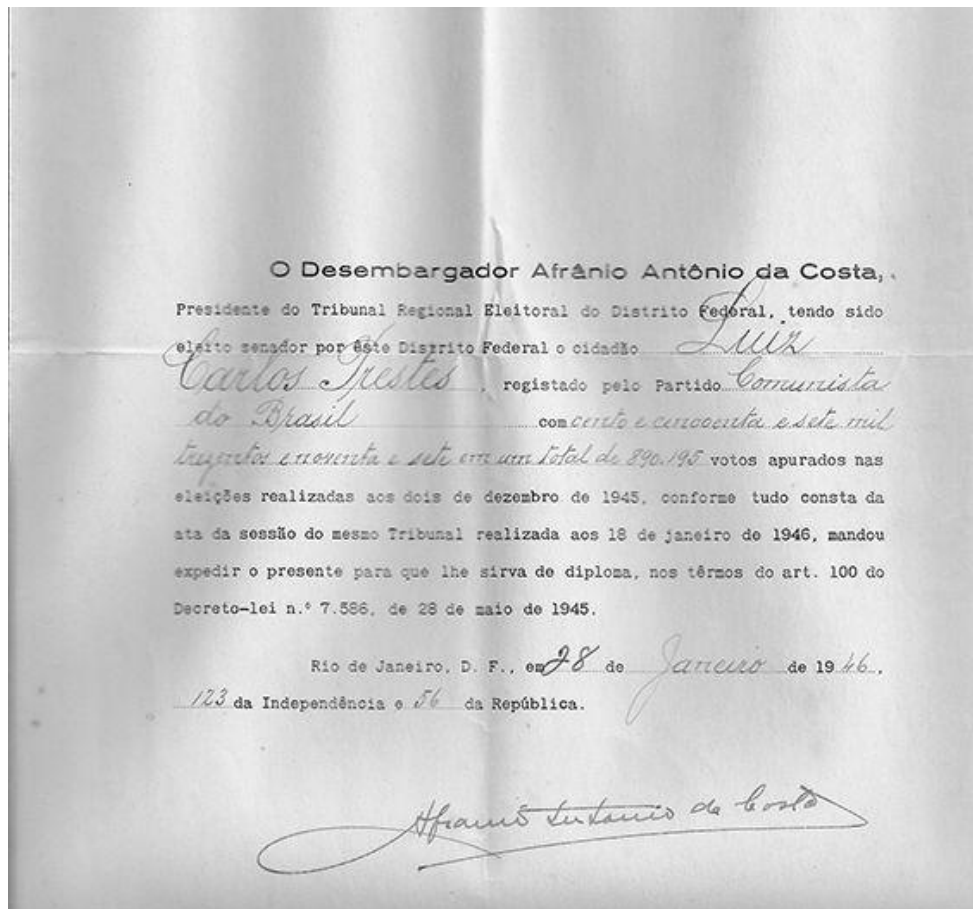 O Desembargador Afrânio Antônio da Costa,
Presidente do Tribunal Regional Eleitoral do Distrito Federal, tendo sido
eleito senador por êste Distrito Federal o cidadão Luiz
Carlos Prestes, registado pelo Partido Comunista
do Brasil com cento e cincoenta e sete mil
trezentos e noventa e sete em um total de 890.195 votos apurados nas
eleições realizadas aos dois de dezembro de 1945, conforme tudo consta da
ata da sessão do mesmo Tribunal realizada aos 18 de janeiro de 1946, mandou
expedir o presente para que lhe sirva de diploma, nos têrmos do art. 100 do
Decreto-lei n.º 7.586, de 28 de maio de 1945.
Rio de Janeiro, D. F., em 28 de Janeiro de 1946,
123 da Independência e 56 da República.
Afranio Antonio da Costa